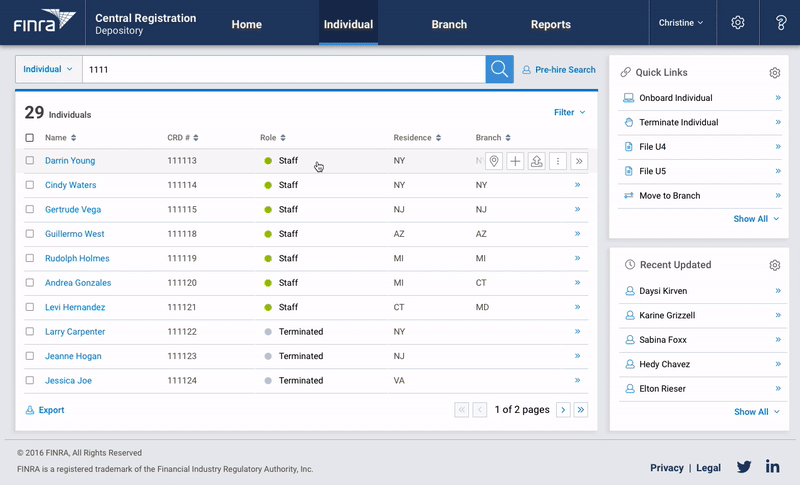 FINRA
Central Registration
Depository
Home
Individual
Branch
Reports
Christine
?
Individual
1111
Pre-hire Search
29 Individuals
Filter
Name CRD # Role Residence Branch
Darrin Young 111113 Staff NY
Cindy Waters 111114 Staff NY NY
Gertrude Vega 111115 Staff NJ NJ
Guillermo West 111118 Staff AZ AZ
Rudolph Holmes 111119 Staff MI MI
Andrea Gonzales 111120 Staff MI CT
Levi Hernandez 111121 Staff CT MD
Larry Carpenter 111122 Terminated NY
Jeanne Hogan 111123 Terminated NJ
Jessica Joe 111124 Terminated VA
Export
1 of 2 pages
Quick Links
Onboard Individual
Terminate Individual
File U4
File U5
Move to Branch
Show All
Recent Updated
Daysi Kirven
Karine Grizzell
Sabina Foxx
Hedy Chavez
Elton Rieser
Show All
© 2016 FINRA, All Rights Reserved
FINRA is a registered trademark of the Financial Industry Regulatory Authority, Inc.
Privacy | Legal
in